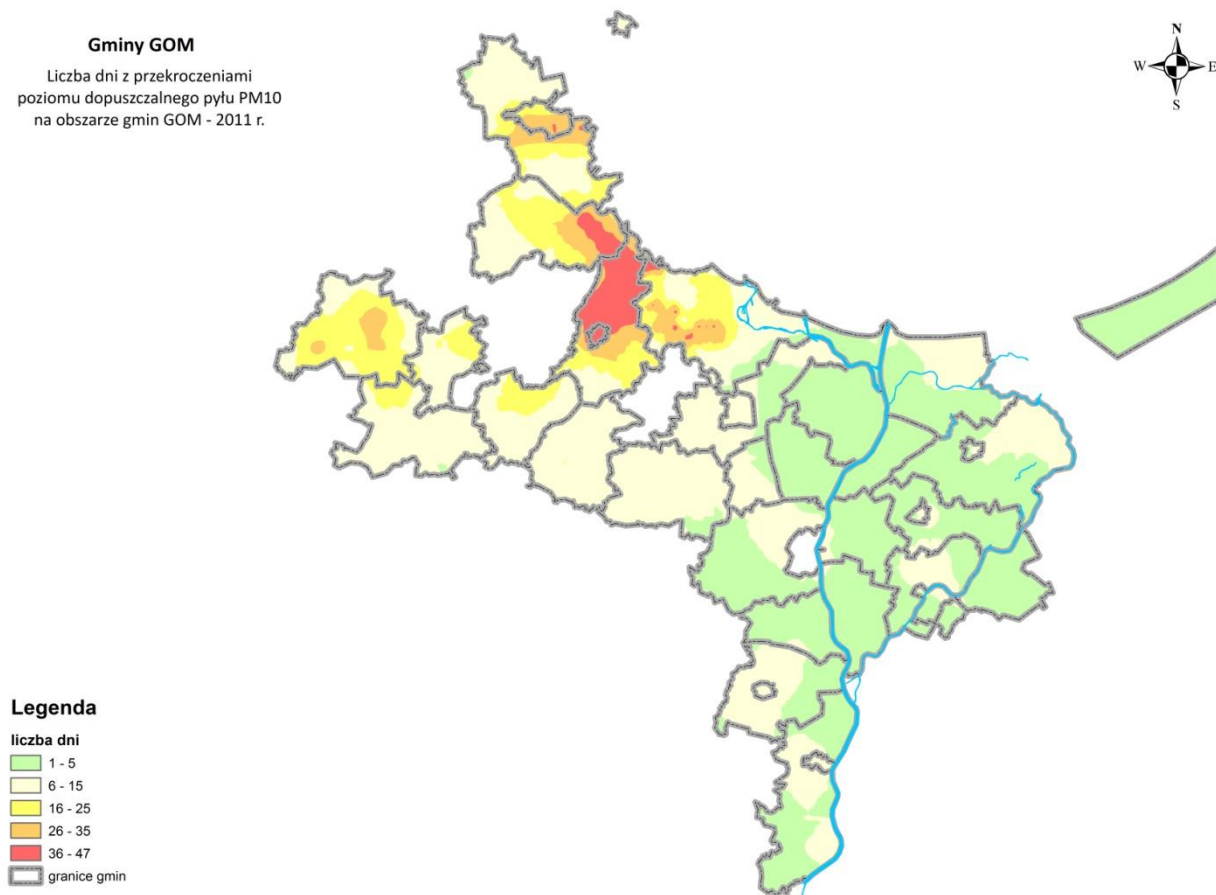 Gminy GOM
Liczba dni z przekroczeniami
poziomu dopuszczalnego pyłu PM10
na obszarze gmin GOM - 2011 r.
N
W E
S
Legenda
liczba dni
1 - 5
6 - 15
16 - 25
26 - 35
36 - 47
granice gmin